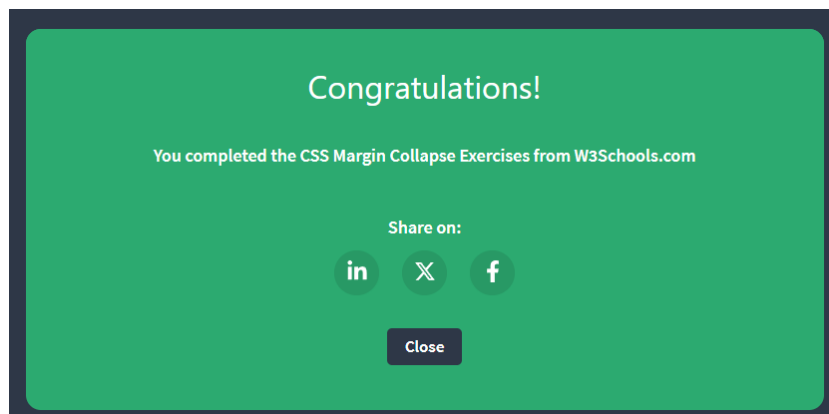 Congratulations!
You completed the CSS Margin Collapse Exercises from W3Schools.com
Share on:
in X f
Close